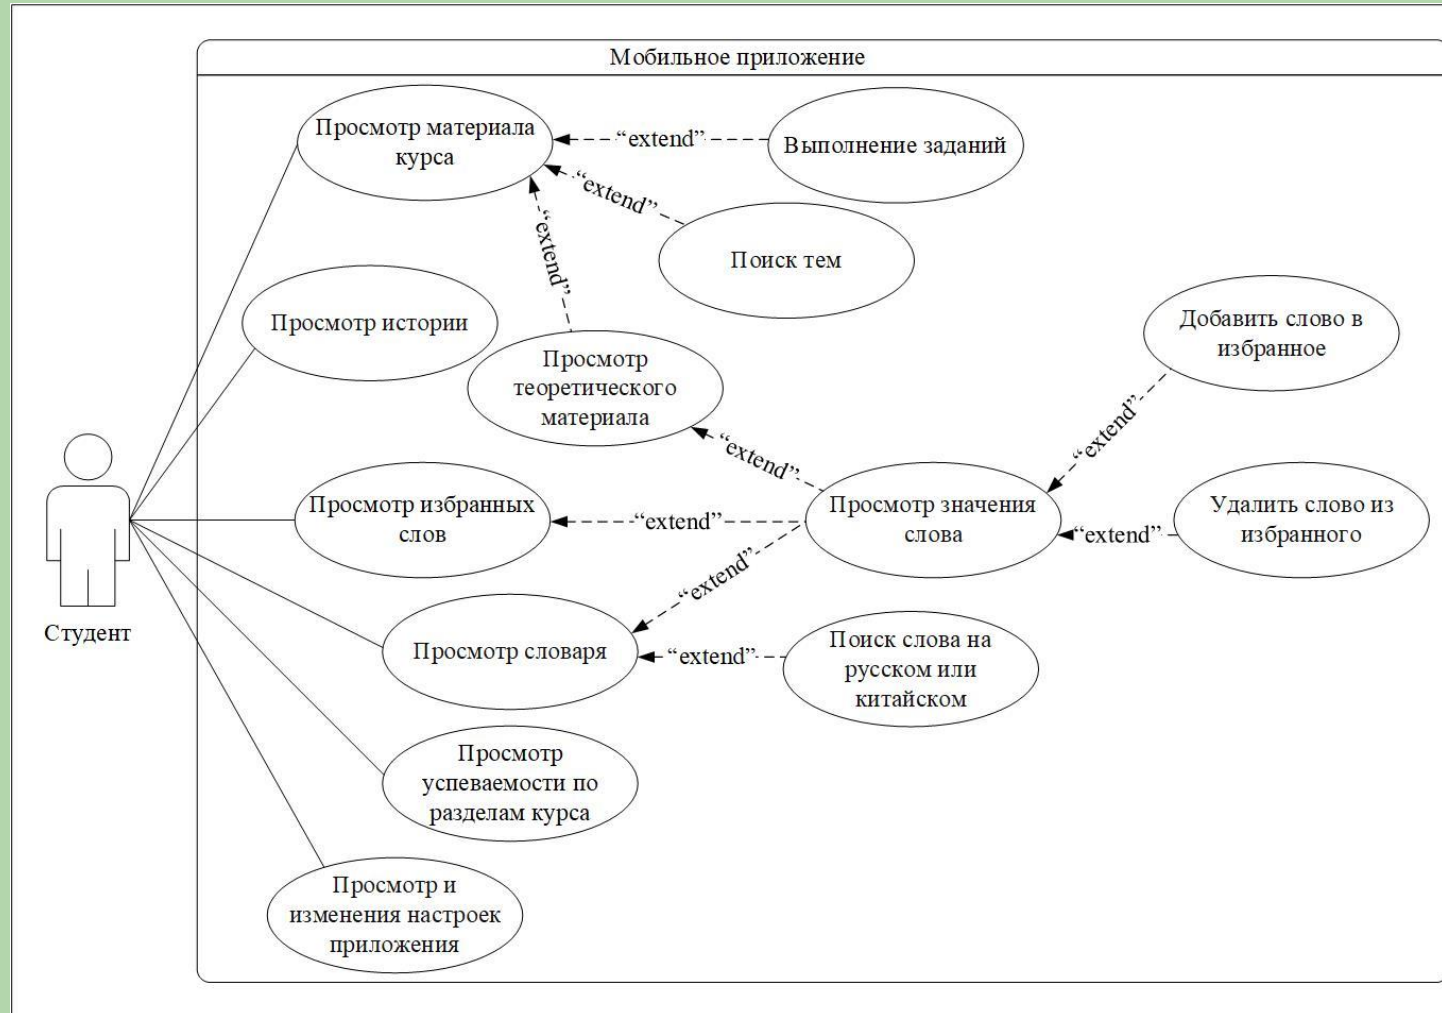 Мобильное приложение
Просмотр материала
курса
“extend”
Выполнение заданий
“extend”
Поиск тем
“extend”
Просмотр истории
Просмотр
теоретического
материала
Добавить слово в
избранное
“extend”
“extend”
Просмотр избранных
слов
“extend”
Просмотр значения
слова
“extend”
Удалить слово из
избранного
“extend”
Студент
Просмотр словаря
“extend”
Поиск слова на
русском или
китайском
Просмотр
успеваемости по
разделам курса
Просмотр и
изменения настроек
приложения